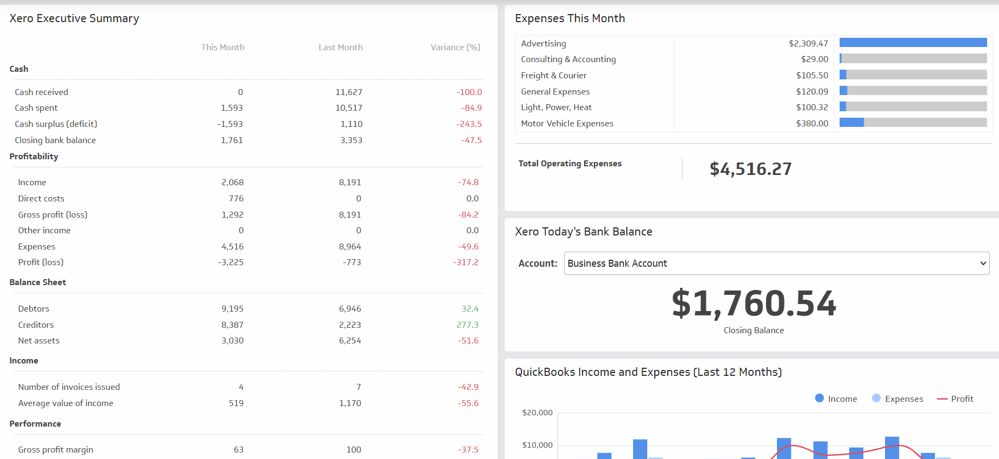 Xero Executive Summary
This Month Last Month Variance (%)
Cash
Cash received 0 11,627 -100.0
Cash spent 1,593 10,517 -84.9
Cash surplus (deficit) -1,593 1,110 -243.5
Closing bank balance 1,761 3,353 -47.5
Profitability
Income 2,068 8,191 -74.8
Direct costs 776 0 0.0
Gross profit (loss) 1,292 8,191 -84.2
Other income 0 0 0.0
Expenses 4,516 8,964 -49.6
Profit (loss) -3,225 -773 -317.2
Balance Sheet
Debtors 9,195 6,946 32.4
Creditors 8,387 2,223 277.3
Net assets 3,030 6,254 -51.6
Income
Number of invoices issued 4 7 -42.9
Average value of income 519 1,170 -55.6
Performance
Gross profit margin 63 100 -37.5
Expenses This Month
Advertising $2,309.47
Consulting & Accounting $29.00
Freight & Courier $105.50
General Expenses $120.09
Light, Power, Heat $100.32
Motor Vehicle Expenses $380.00
Total Operating Expenses $4,516.27
Xero Today's Bank Balance
Account: Business Bank Account
$1,760.54
Closing Balance
QuickBooks Income and Expenses (Last 12 Months)
Income Expenses Profit
$20,000
$10,000